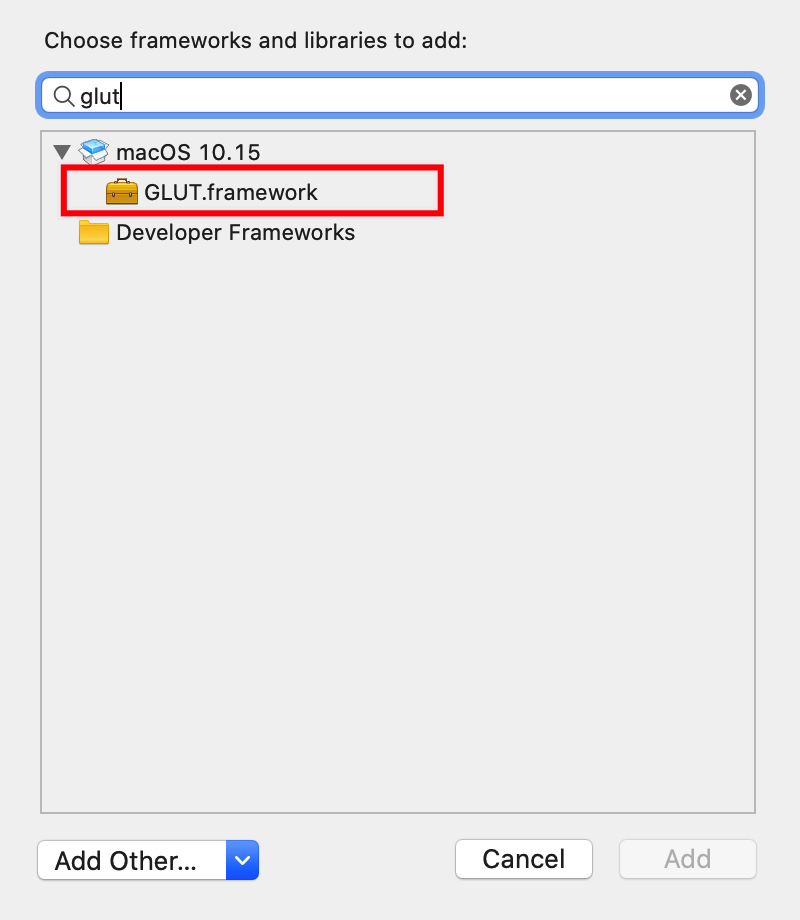 Choose frameworks and libraries to add:
glut
macOS 10.15
GLUT.framework
Developer Frameworks
Add Other... Cancel Add